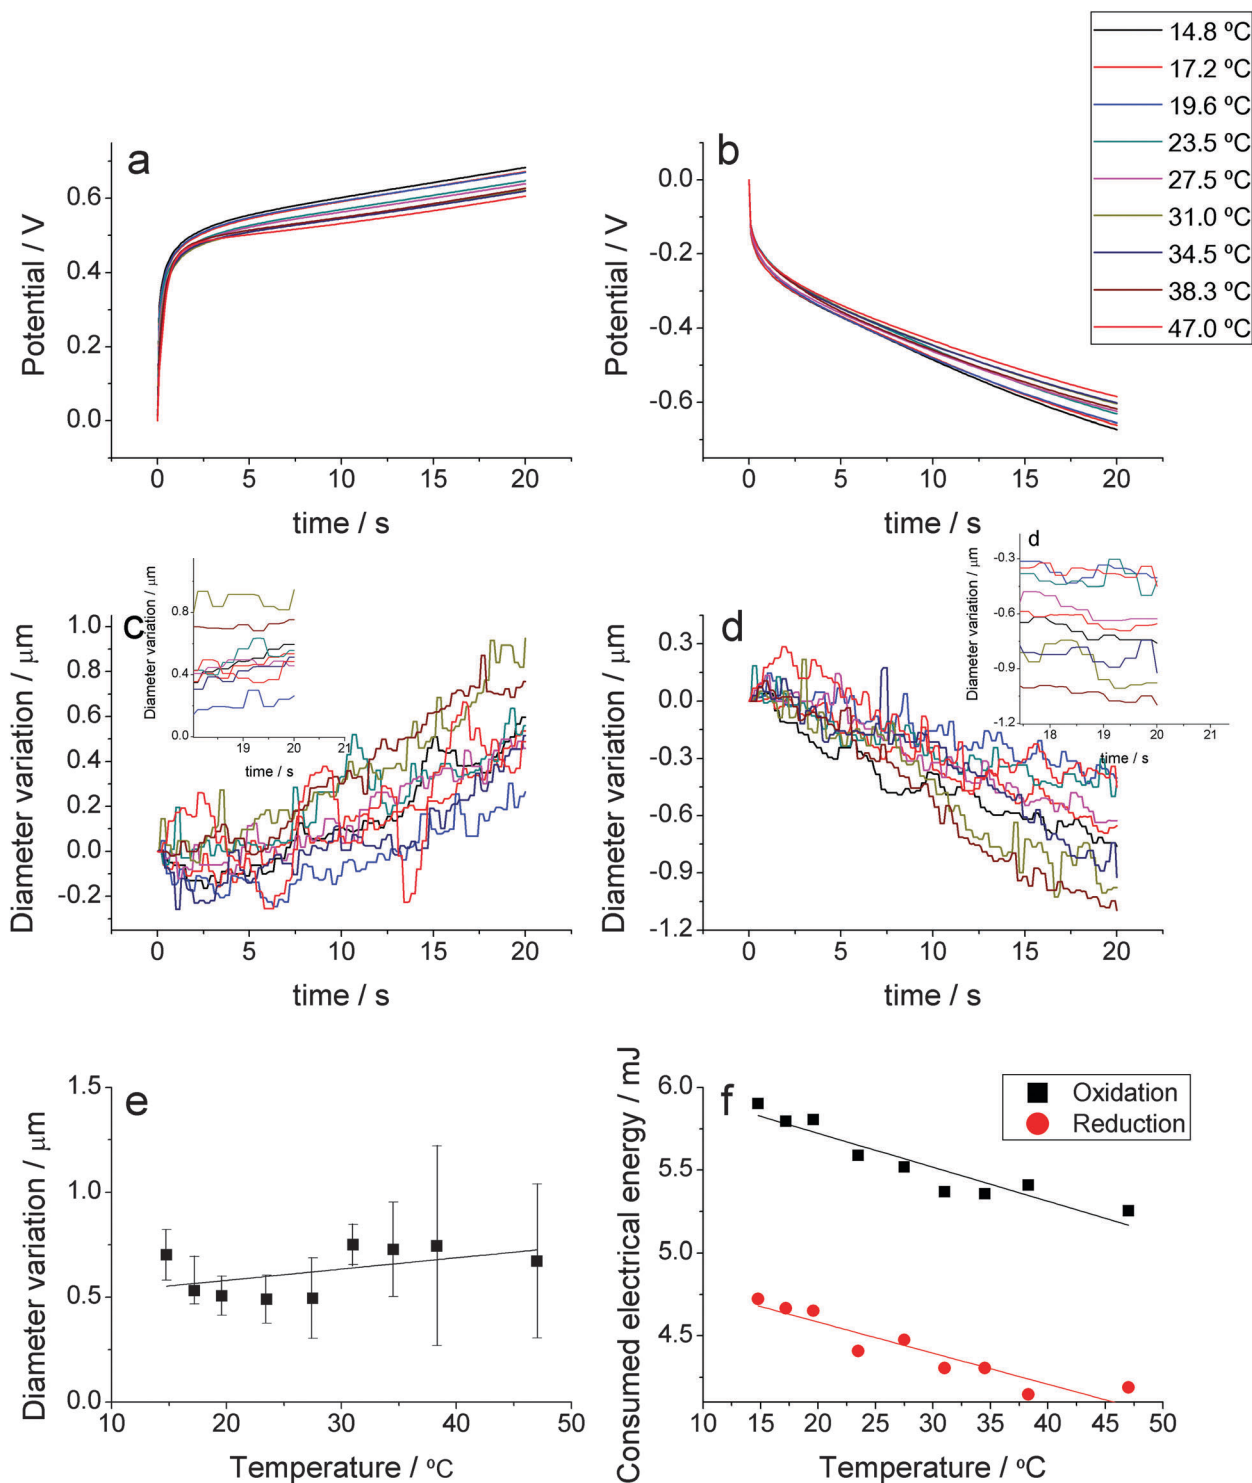 14.8 ºC
17.2 ºC
19.6 ºC
23.5 ºC
27.5 ºC
31.0 ºC
34.5 ºC
38.3 ºC
47.0 ºC
a
Potential / V
0.6
0.4
0.2
0.0
0 5 10 15 20
time / s
b
Potential / V
0.0
-0.2
-0.4
-0.6
0 5 10 15 20
time / s
c
Diameter variation / μm
1.0
0.8
0.6
0.4
0.2
0.0
-0.2
0 5 10 15 20
time / s
Diameter variation / μm
0.8
0.4
0.0
19 20 21
time / s
d
Diameter variation / μm
0.3
0.0
-0.3
-0.6
-0.9
-1.2
0 5 10 15 20
time / s
d
Diameter variation / μm
-0.3
-0.6
-0.9
-1.2
18 19 20 21
time / s
e
Diameter variation / μm
1.5
1.0
0.5
0.0
10 20 30 40 50
Temperature / ºC
f
Oxidation
Reduction
Consumed electrical energy / mJ
6.0
5.5
5.0
4.5
10 15 20 25 30 35 40 45 50
Temperature / ºC